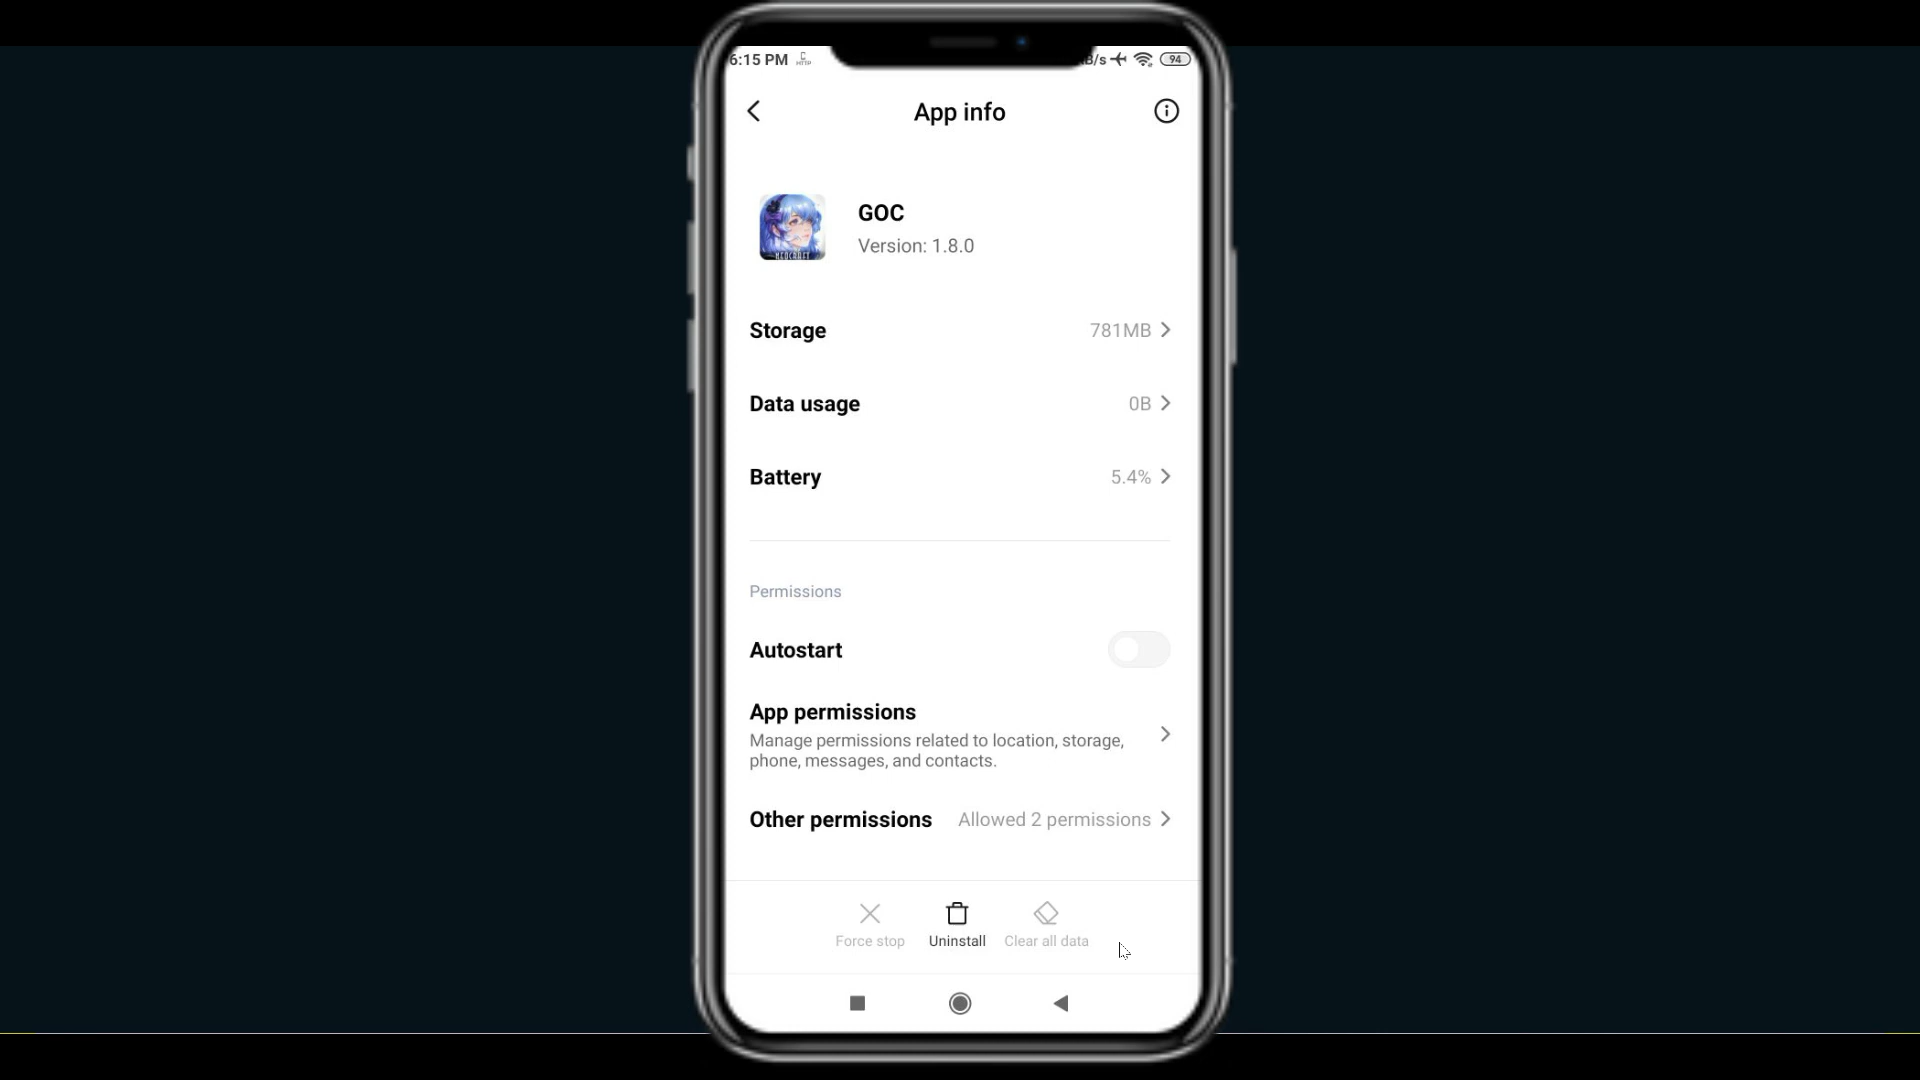 6:15 PM
B/s
94
App info
GOC
Version: 1.8.0
Storage
781MB
Data usage
0B
Battery
5.4%
Permissions
Autostart
App permissions
Manage permissions related to location, storage,
phone, messages, and contacts.
Other permissions
Allowed 2 permissions
Force stop
Uninstall
Clear all data